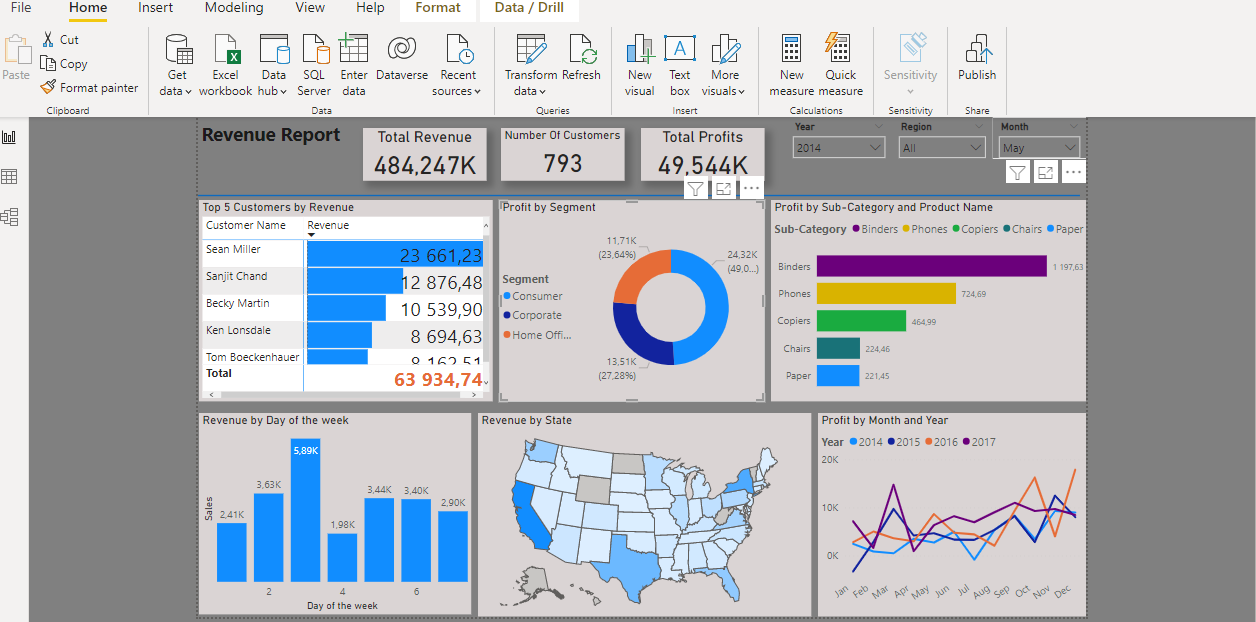 File Home Insert Modeling View Help Format Data / Drill
Paste
Cut
Copy
Format painter
Clipboard
Get data
Excel workbook
Data hub
SQL Server
Enter data
Dataverse
Recent sources
Data
Transform data
Refresh
Queries
New visual
Text box
More visuals
Insert
New measure
Quick measure
Calculations
Sensitivity
Sensitivity
Publish
Share
Revenue Report
Total Revenue
484,247K
Number Of Customers
793
Total Profits
49,544K
Year
2014
Region
All
Month
May
Top 5 Customers by Revenue
Customer Name Revenue
Sean Miller 23 661,23
Sanjit Chand 12 876,48
Becky Martin 10 539,90
Ken Lonsdale 8 694,63
Tom Boeckenhauer 8 162,51
Total 63 934,74
Profit by Segment
11,71K
(23,64%)
24,32K
(49,0...)
Segment
Consumer
Corporate
Home Offi...
13,51K
(27,28%)
Profit by Sub-Category and Product Name
Sub-Category Binders Phones Copiers Chairs Paper
Binders 1 197,63
Phones 724,69
Copiers 464,99
Chairs 224,46
Paper 221,45
Revenue by Day of the week
Sales
2,41K
3,63K
5,89K
1,98K
3,44K
3,40K
2,90K
2 4 6
Day of the week
Revenue by State
Profit by Month and Year
Year 2014 2015 2016 2017
20K
10K
0K
Jan Feb Mar Apr May Jun Jul Aug Sep Oct Nov Dec